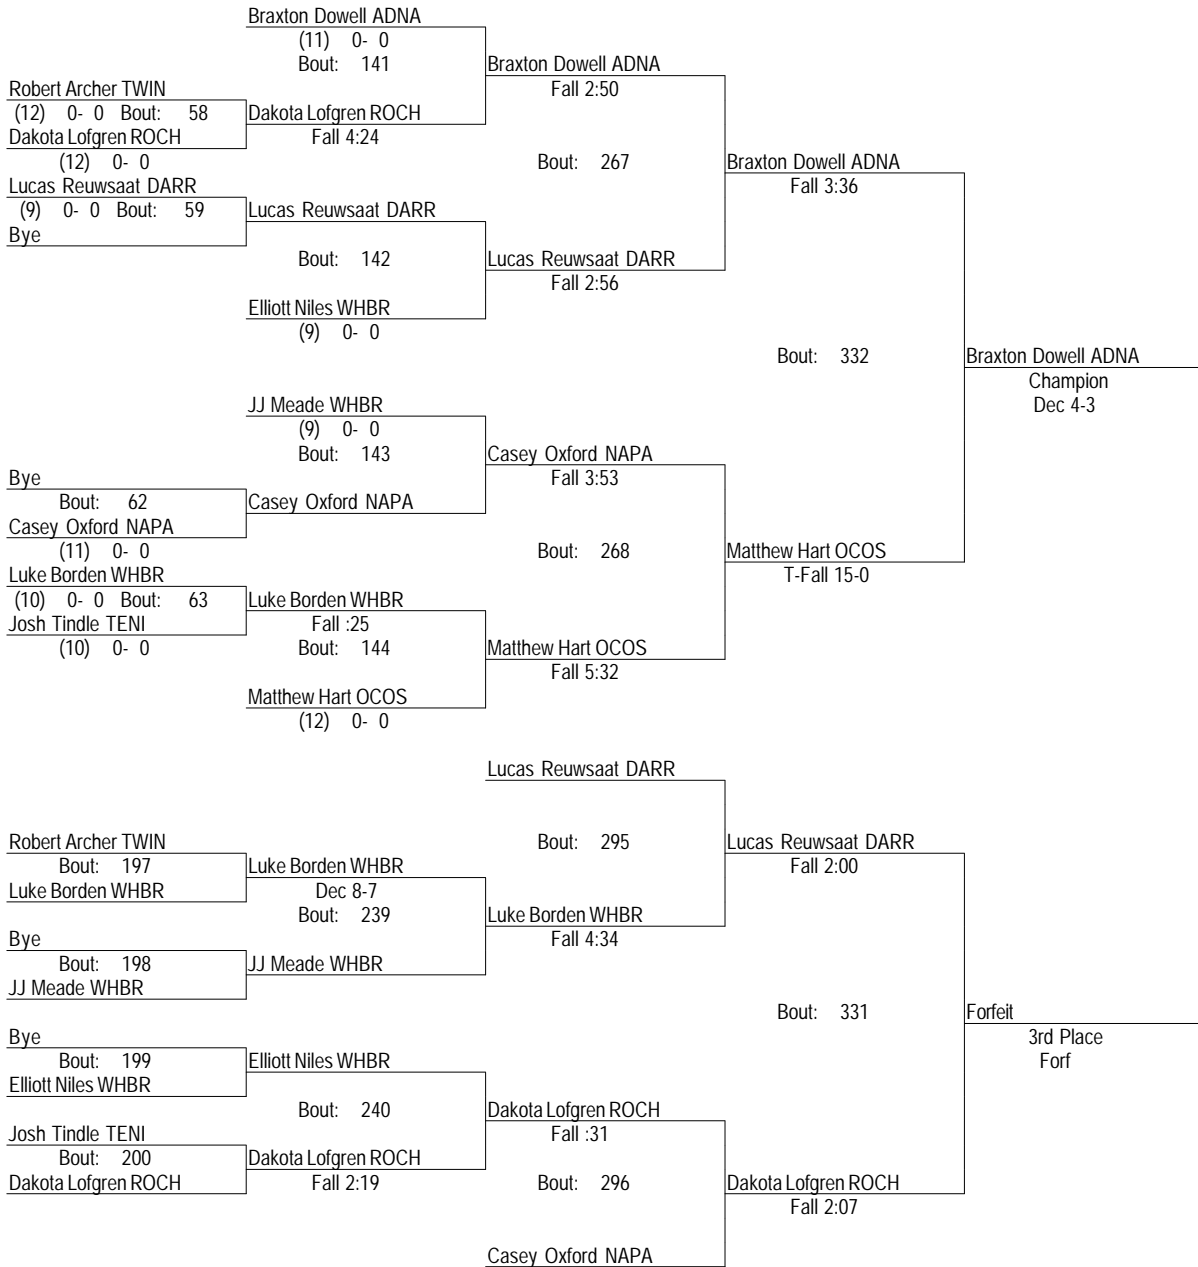 Braxton Dowell ADNA
(11) 0- 0
Bout: 141
Braxton Dowell ADNA
Fall 2:50
Robert Archer TWIN
(12) 0- 0 Bout: 58
Dakota Lofgren ROCH
Fall 4:24
Dakota Lofgren ROCH
(12) 0- 0
Bout: 267
Braxton Dowell ADNA
Fall 3:36
Lucas Reuwsaat DARR
(9) 0- 0 Bout: 59
Lucas Reuwsaat DARR
Bye
Bout: 142
Lucas Reuwsaat DARR
Fall 2:56
Elliott Niles WHBR
(9) 0- 0
Bout: 332
Braxton Dowell ADNA
Champion
Dec 4-3
JJ Meade WHBR
(9) 0- 0
Bout: 143
Casey Oxford NAPA
Fall 3:53
Bye
Bout: 62
Casey Oxford NAPA
Casey Oxford NAPA
(11) 0- 0
Bout: 268
Matthew Hart OCOS
T-Fall 15-0
Luke Borden WHBR
(10) 0- 0 Bout: 63
Luke Borden WHBR
Fall :25
Josh Tindle TENI
(10) 0- 0
Bout: 144
Matthew Hart OCOS
Fall 5:32
Matthew Hart OCOS
(12) 0- 0
Lucas Reuwsaat DARR
Bout: 295
Lucas Reuwsaat DARR
Fall 2:00
Robert Archer TWIN
Bout: 197
Luke Borden WHBR
Dec 8-7
Luke Borden WHBR
Bout: 239
Luke Borden WHBR
Fall 4:34
Bye
Bout: 198
JJ Meade WHBR
JJ Meade WHBR
Bout: 331
Forfeit
3rd Place
Forf
Bye
Bout: 199
Elliott Niles WHBR
Elliott Niles WHBR
Bout: 240
Dakota Lofgren ROCH
Fall :31
Josh Tindle TENI
Bout: 200
Dakota Lofgren ROCH
Fall 2:19
Dakota Lofgren ROCH
Bout: 296
Dakota Lofgren ROCH
Fall 2:07
Casey Oxford NAPA